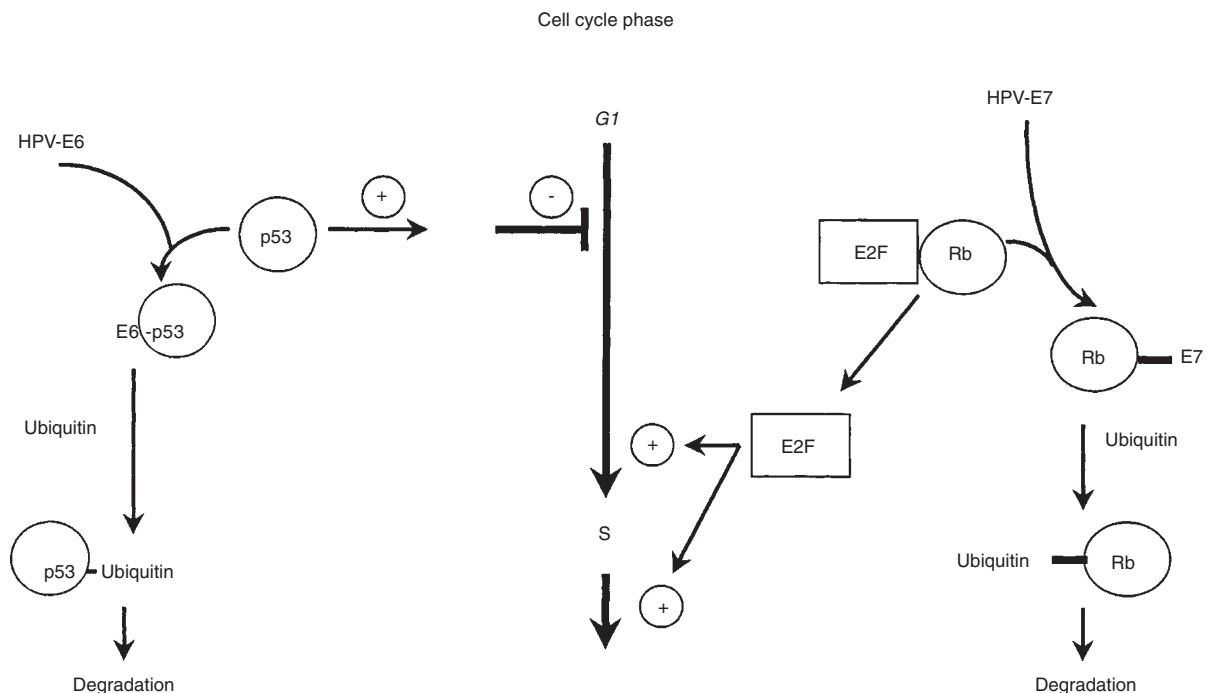 Cell cycle phase
HPV-E7
G1
HPV-E6
+
-
p53
E2F
Rb
E6 -p53
Rb
E7
Ubiquitin
+
E2F
Ubiquitin
S
p53
Ubiquitin
Ubiquitin
Rb
+
Degradation
Degradation